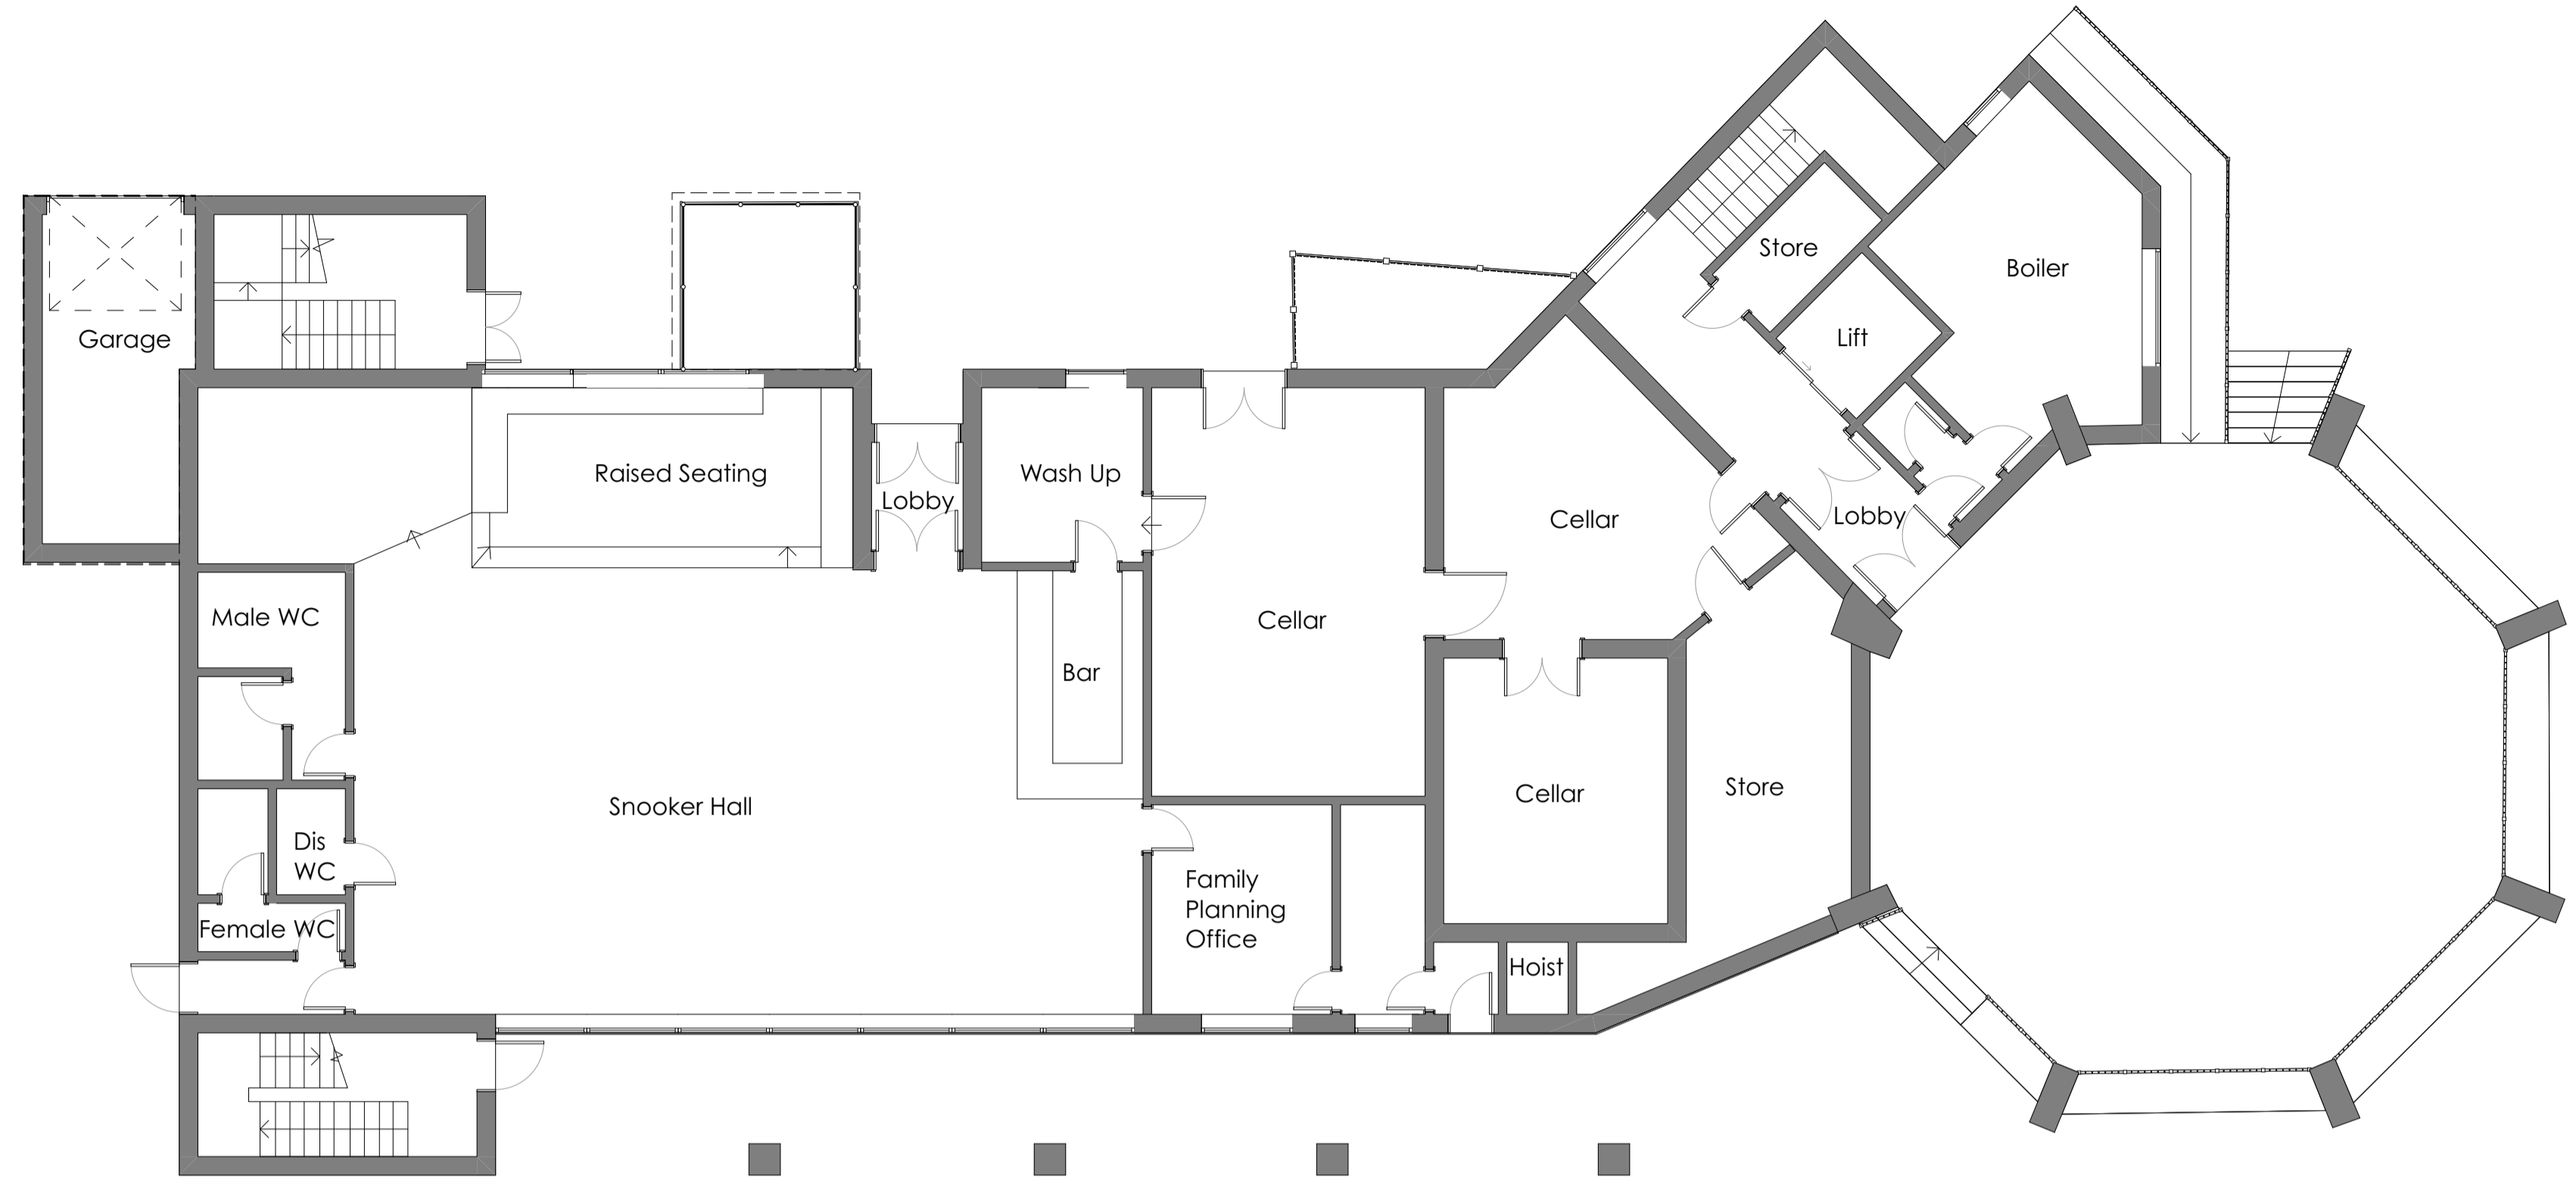 Store
Boiler
Garage
Lift
Raised Seating
Wash Up
Lobby
Cellar
Lobby
Male WC
Cellar
Bar
Snooker Hall
Cellar
Store
Dis
WC
Family
Planning
Office
Female WC
Hoist